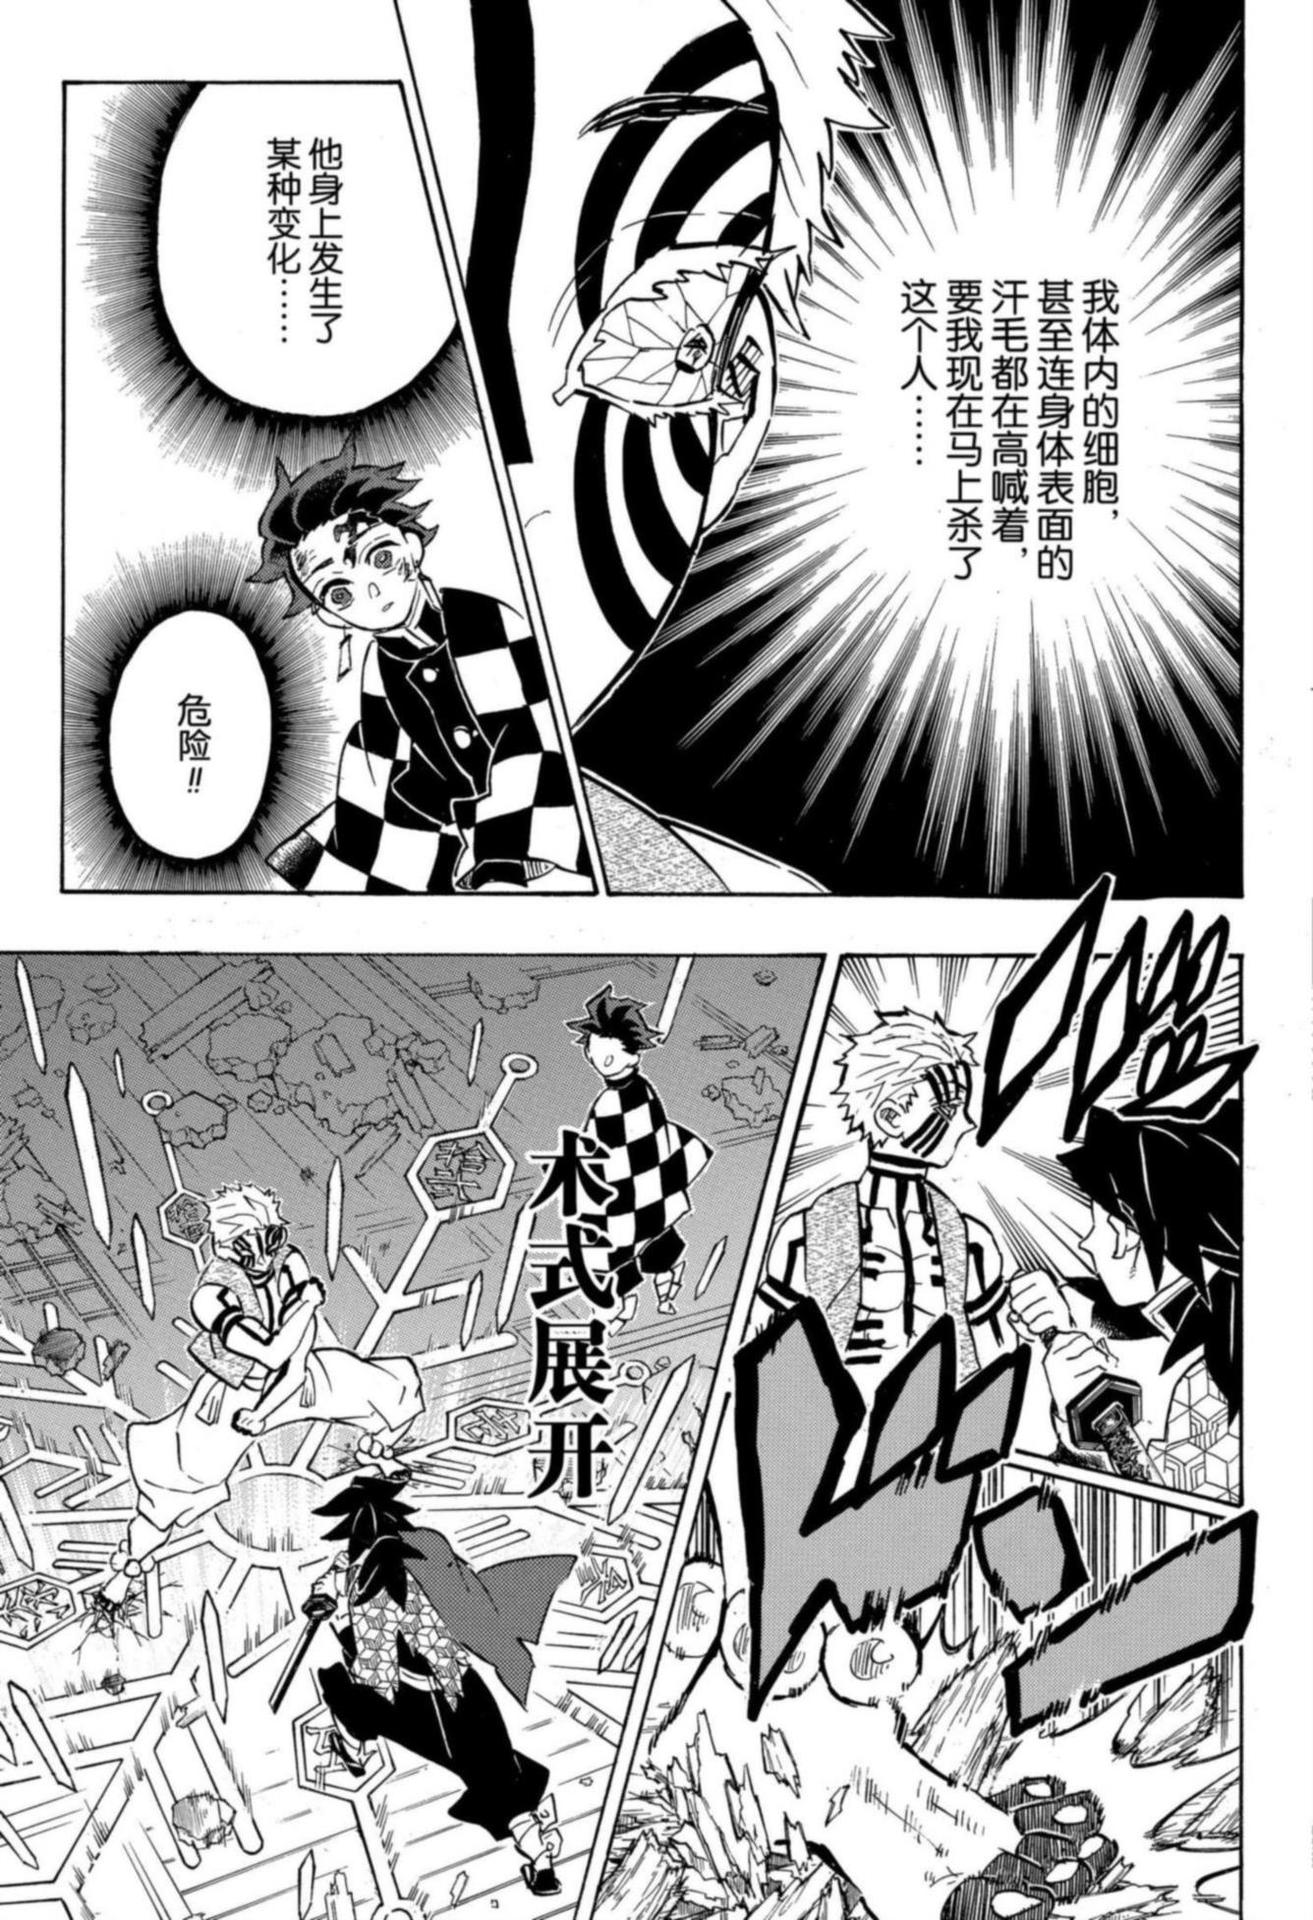 我体内的细胞，
甚至连身体表面的
汗毛都在高喊着，
要我现在马上杀了
这个人……
他身上发生了
某种变化……
危险!!
术式展开